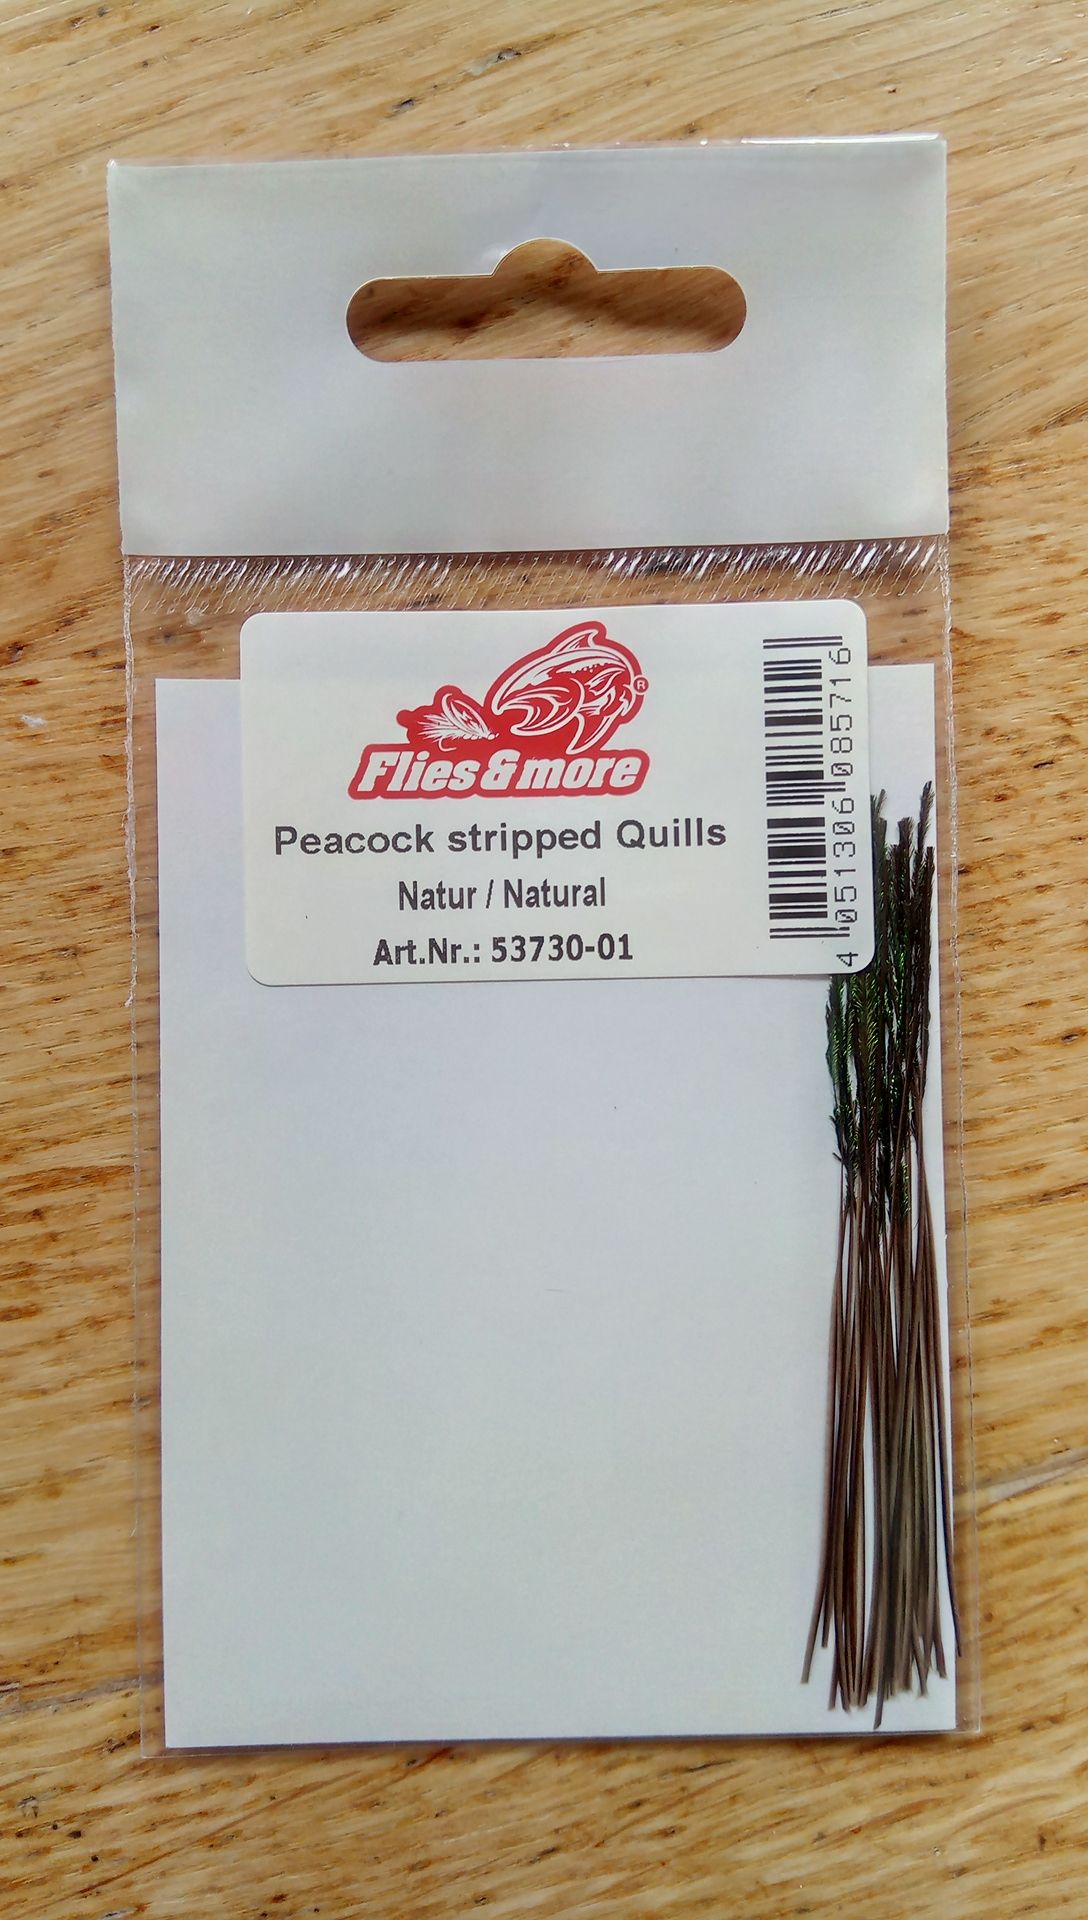 Flies & more
®
Peacock stripped Quills
Natur / Natural
Art.Nr.: 53730-01
4 051306 085716